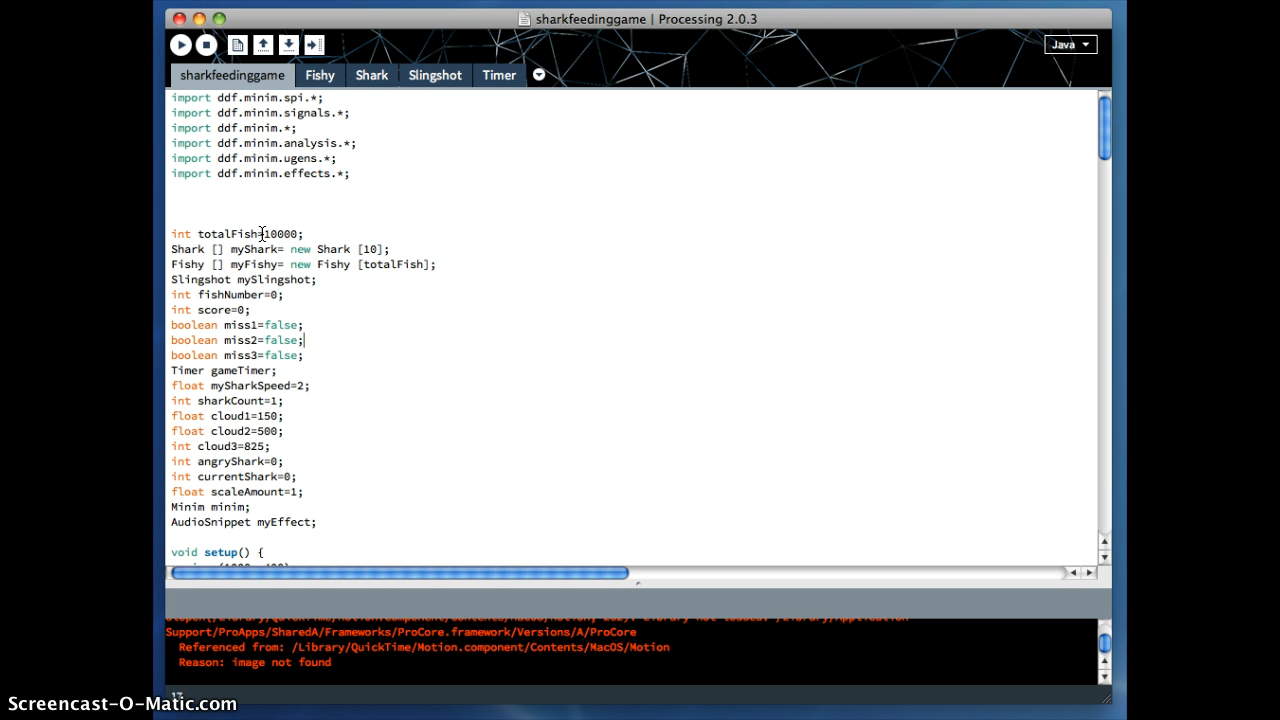 sharkfeedinggame | Processing 2.0.3
Java
sharkfeedinggame Fishy Shark Slingshot Timer
import ddf.minim.spi.*;
import ddf.minim.signals.*;
import ddf.minim.*;
import ddf.minim.analysis.*;
import ddf.minim.ugens.*;
import ddf.minim.effects.*;
int totalFish=10000;
Shark [] myShark= new Shark [10];
Fishy [] myFishy= new Fishy [totalFish];
Slingshot mySlingshot;
int fishNumber=0;
int score=0;
boolean miss1=false;
boolean miss2=false;
boolean miss3=false;
Timer gameTimer;
float mySharkSpeed=2;
int sharkCount=1;
float cloud1=150;
float cloud2=500;
int cloud3=825;
int angryShark=0;
int currentShark=0;
float scaleAmount=1;
Minim minim;
AudioSnippet myEffect;
void setup() {
Support/ProApps/SharedA/Frameworks/ProCore.framework/Versions/A/ProCore
Referenced from: /Library/QuickTime/Motion.component/Contents/MacOS/Motion
Reason: image not found
Screencast-O-Matic.com